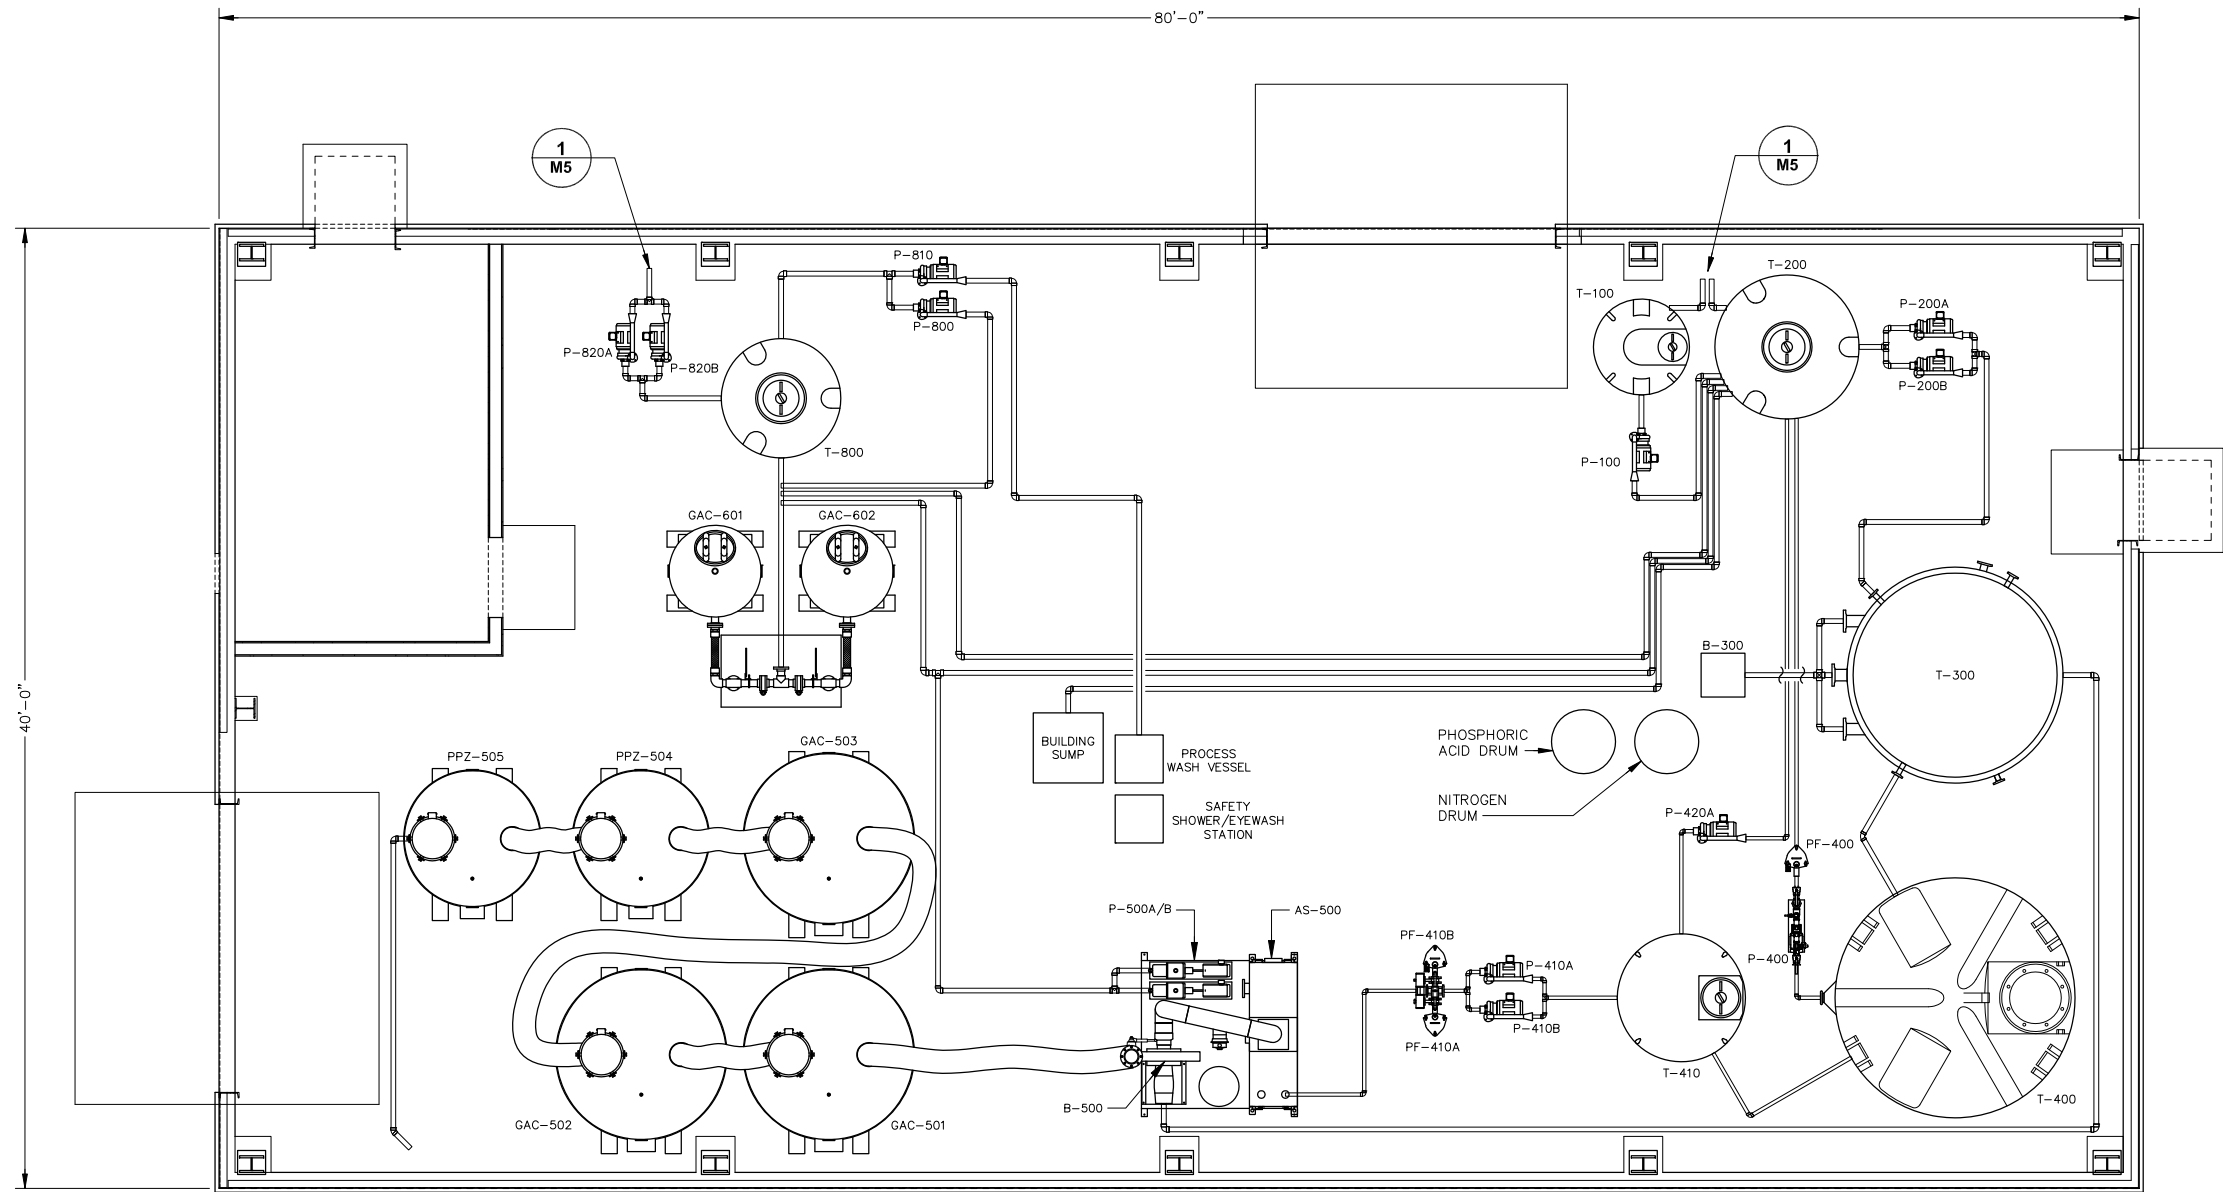 80'-0"
1
M5
1
M5
P-810
T-200
T-100
P-200A
P-800
P-820A
P-820B
P-200B
T-800
P-100
GAC-601
GAC-602
B-300
T-300
40'-0"
PHOSPHORIC
ACID DRUM
BUILDING
SUMP
GAC-503
PROCESS
WASH VESSEL
PPZ-505
PPZ-504
NITROGEN
DRUM
SAFETY
SHOWER/EYEWASH
STATION
P-420A
PF-400
P-500A/B
AS-500
PF-410B
P-400
P-410A
P-410B
PF-410A
T-410
T-400
B-500
GAC-502
GAC-501